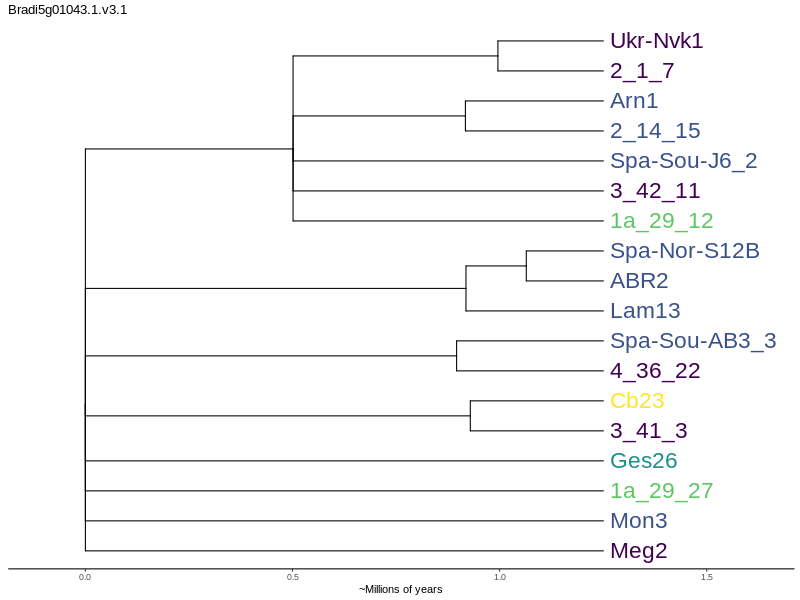 Bradi5g01043.1.v3.1
Ukr-Nvk1
2_1_7
Arn1
2_14_15
Spa-Sou-J6_2
3_42_11
1a_29_12
Spa-Nor-S12B
ABR2
Lam13
Spa-Sou-AB3_3
4_36_22
Cb23
3_41_3
Ges26
1a_29_27
Mon3
Meg2
0.0 0.5 1.0 1.5
~Millions of years